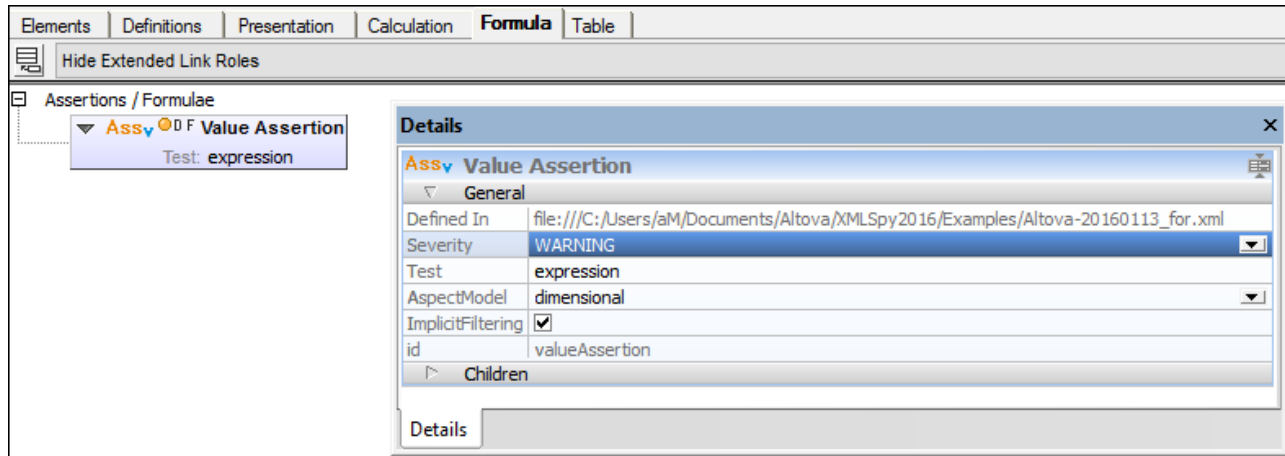 Elements Definitions Presentation Calculation Formula Table
Hide Extended Link Roles
Assertions / Formulae
Assv D F Value Assertion
Test: expression
Details
Assv Value Assertion
General
Defined In file:///C:/Users/aM/Documents/Altova/XMLSpy2016/Examples/Altova-20160113_for.xml
Severity WARNING
Test expression
AspectModel dimensional
ImplicitFiltering
id valueAssertion
Children
Details